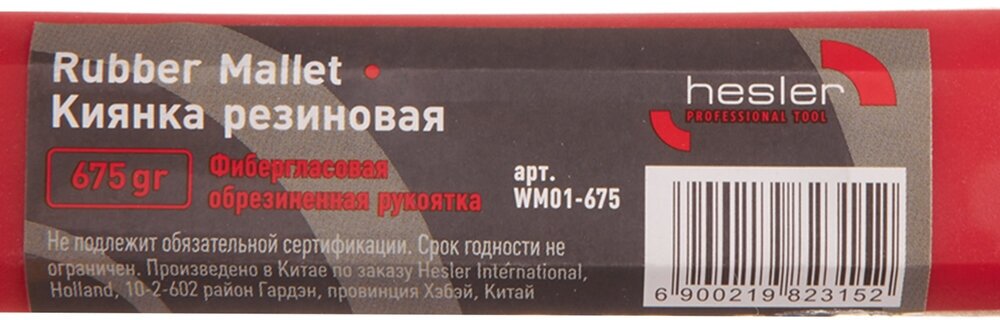 Rubber Mallet
Киянка резиновая
675 gr
Фибергласовая
обрезиненная рукоятка
арт.
WM01-675
hesler
PROFESSIONAL TOOL
Не подлежит обязательной сертификации. Срок годности не
ограничен. Произведено в Китае по заказу Hesler International,
Holland, 10-2-602 район Гардэн, провинция Хэбэй, Китай
6 900219 823152